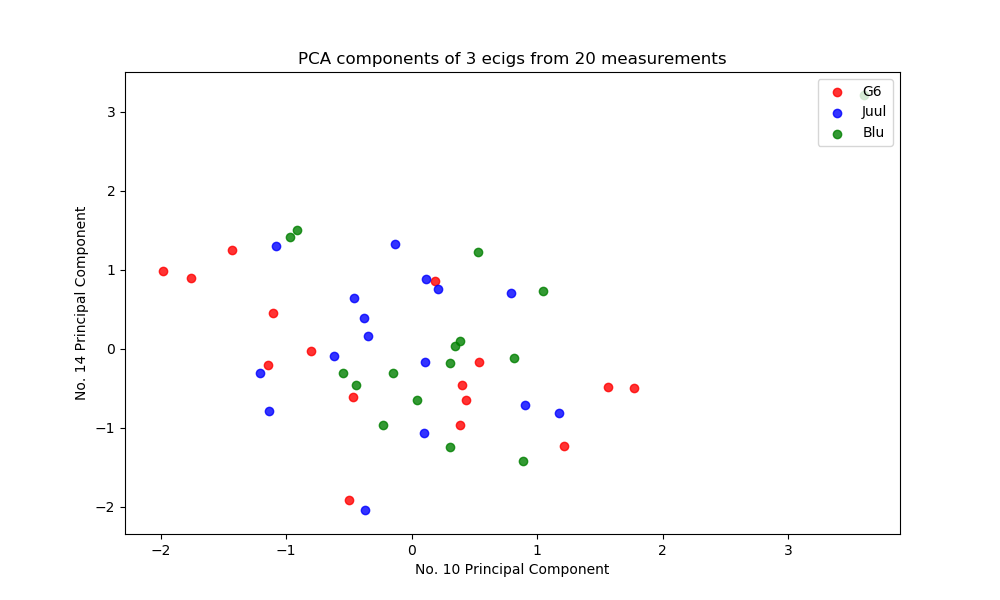 PCA components of 3 ecigs from 20 measurements
G6
Juul
Blu
3
2
1
0
−1
−2
No. 14 Principal Component
−2
−1
0
1
2
3
No. 10 Principal Component